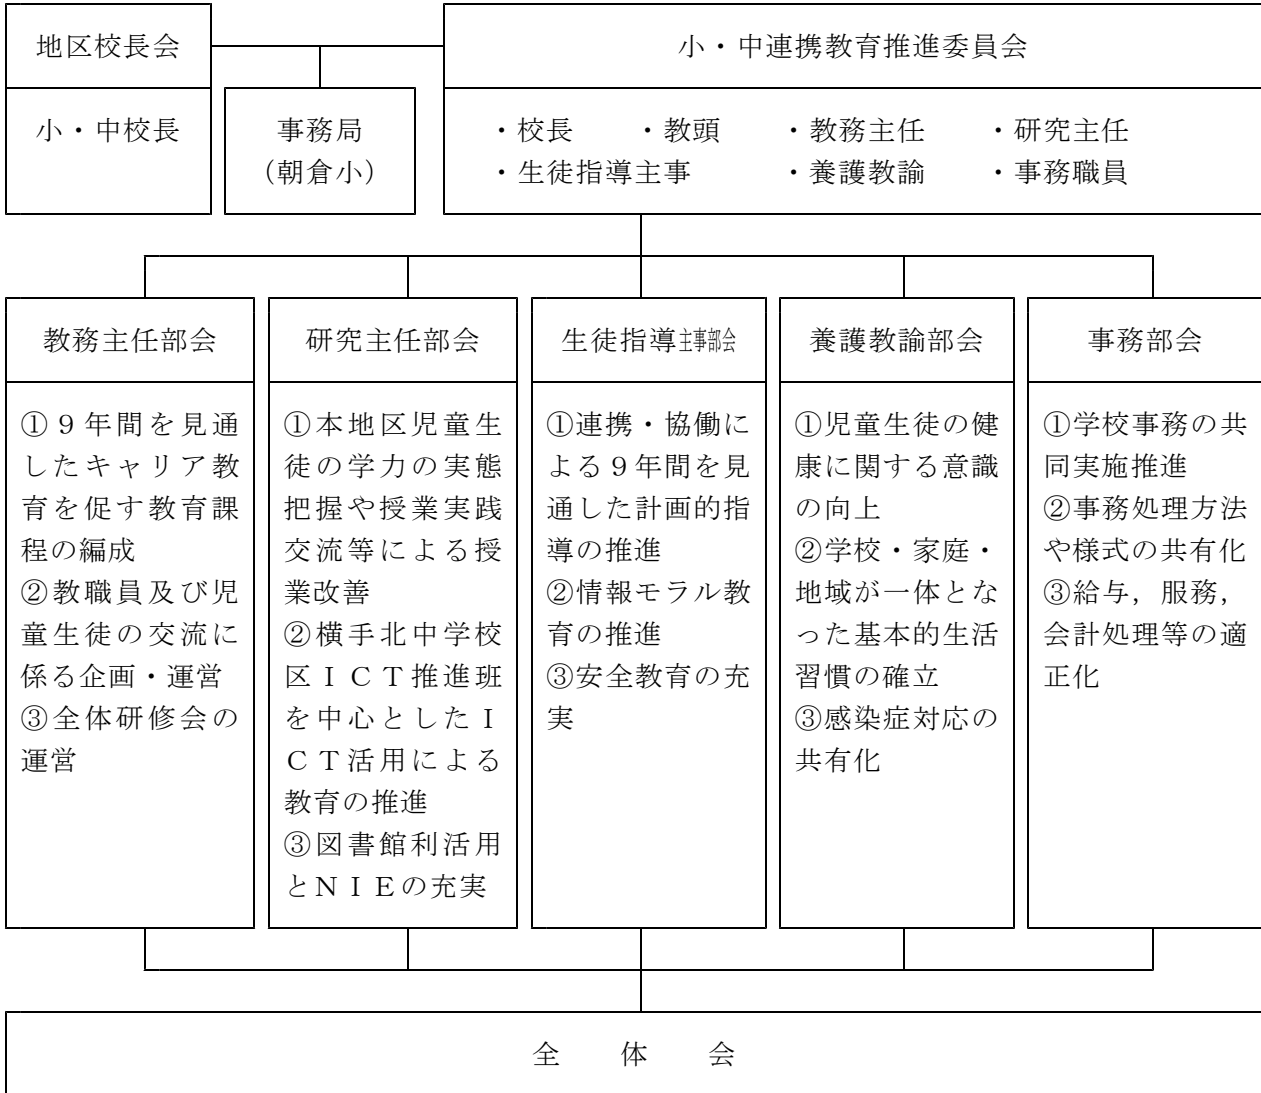 地区校長会
小・中校長
事務局
（朝倉小）
小・中連携教育推進委員会
・校長　・教頭　・教務主任　・研究主任
・生徒指導主事　・養護教諭　・事務職員
教務主任部会
①９年間を見通
したキャリア教
育を促す教育課
程の編成
②教職員及び児
童生徒の交流に
係る企画・運営
③全体研修会の
運営
研究主任部会
①本地区児童生
徒の学力の実態
把握や授業実践
交流等による授
業改善
②横手北中学校
区ＩＣＴ推進班
を中心としたＩ
ＣＴ活用による
教育の推進
③図書館利活用
とＮＩＥの充実
生徒指導主事部会
①連携・協働に
よる９年間を見
通した計画的指
導の推進
②情報モラル教
育の推進
③安全教育の充
実
養護教諭部会
①児童生徒の健
康に関する意識
の向上
②学校・家庭・
地域が一体とな
った基本的生活
習慣の確立
③感染症対応の
共有化
事務部会
①学校事務の共
同実施推進
②事務処理方法
や様式の共有化
③給与，服務，
会計処理等の適
正化
全　体　会